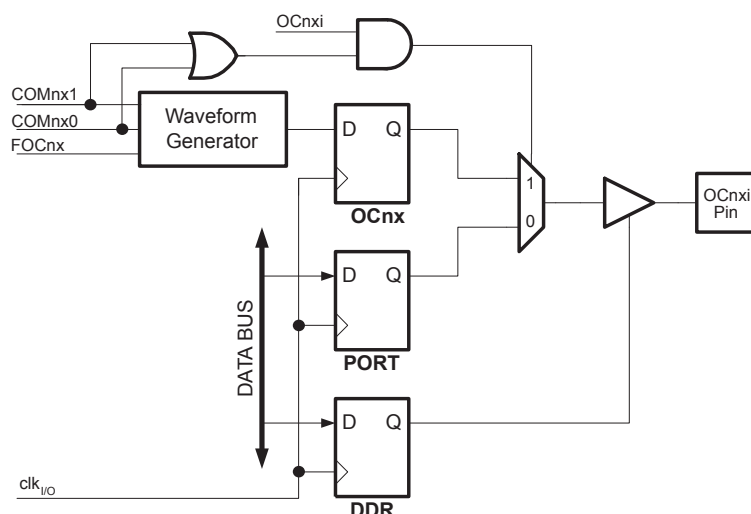 OCnxi
COMnx1
COMnx0
FOCnx
Waveform
Generator
D Q
OCnx
1
0
OCnxi
Pin
D Q
PORT
DATA BUS
D Q
DDR
clkI/O